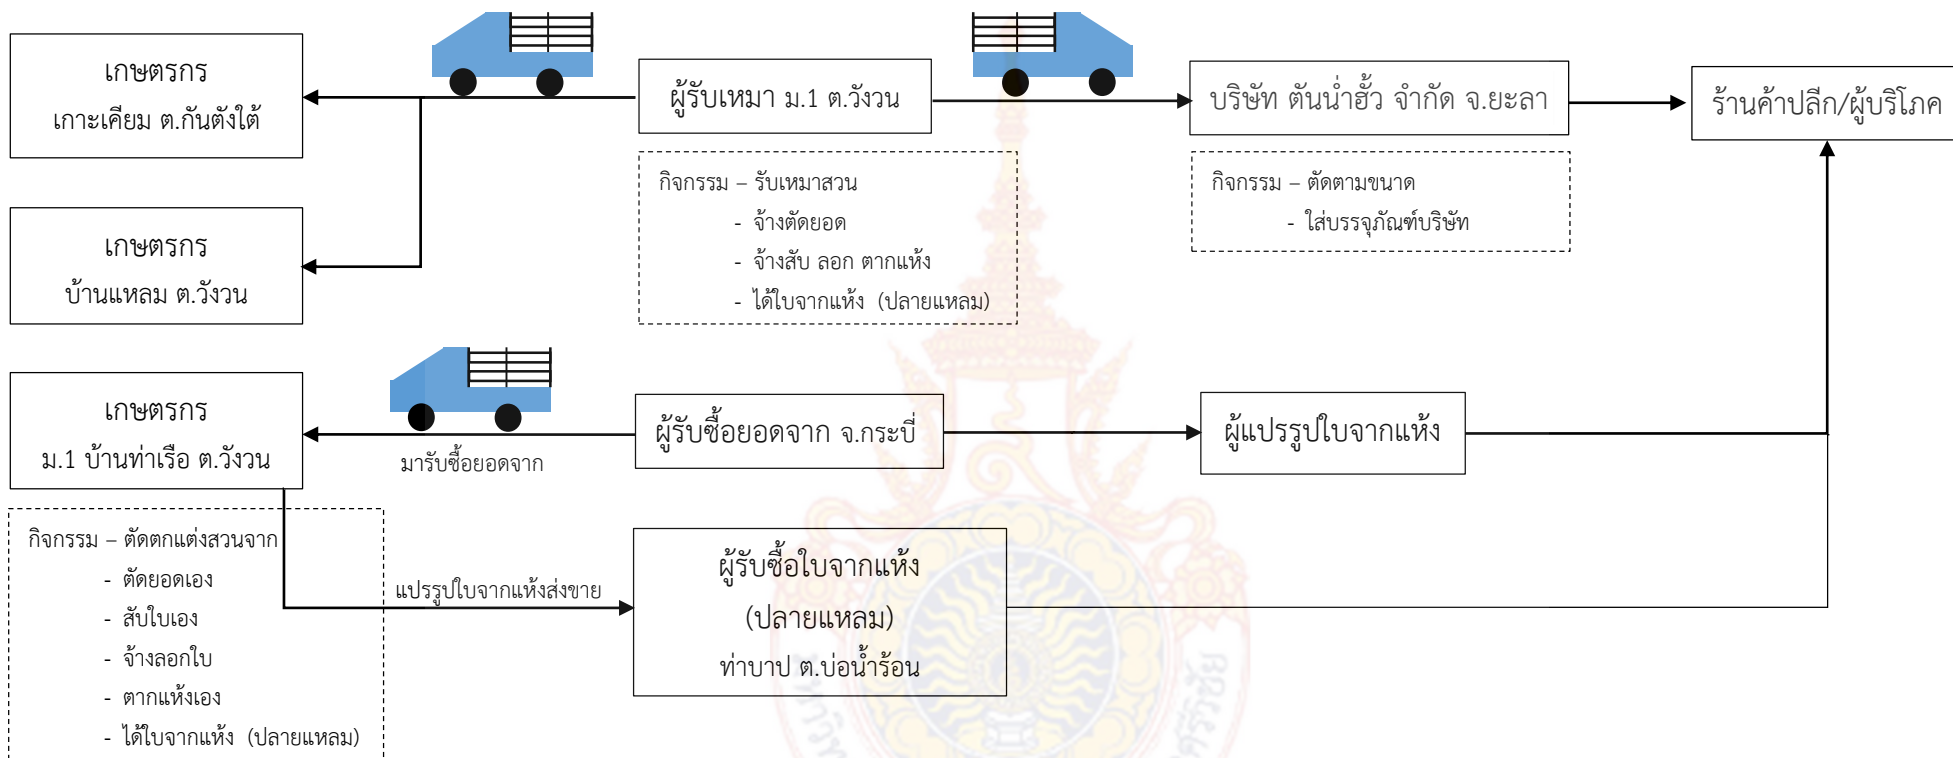 เกษตรกร
เกาะเคียม ต.กันตังใต้
ผู้รับเหมา ม.1 ต.วังวน
บริษัท ตันน่ำฮั้ว จำกัด จ.ยะลา
ร้านค้าปลีก/ผู้บริโภค
กิจกรรม – รับเหมาสวน
- จ้างตัดยอด
- จ้างสับ ลอก ตากแห้ง
- ได้ใบจากแห้ง (ปลายแหลม)
กิจกรรม – ตัดตามขนาด
- ใส่บรรจุภัณฑ์บริษัท
เกษตรกร
บ้านแหลม ต.วังวน
เกษตรกร
ม.1 บ้านท่าเรือ ต.วังวน
มารับซื้อยอดจาก
ผู้รับซื้อยอดจาก จ.กระบี่
ผู้แปรรูปใบจากแห้ง
กิจกรรม – ตัดตกแต่งสวนจาก
- ตัดยอดเอง
- สับใบเอง
- จ้างลอกใบ
- ตากแห้งเอง
- ได้ใบจากแห้ง (ปลายแหลม)
แปรรูปใบจากแห้งส่งขาย
ผู้รับซื้อใบจากแห้ง
(ปลายแหลม)
ท่าบาป ต.บ่อน้ำร้อน